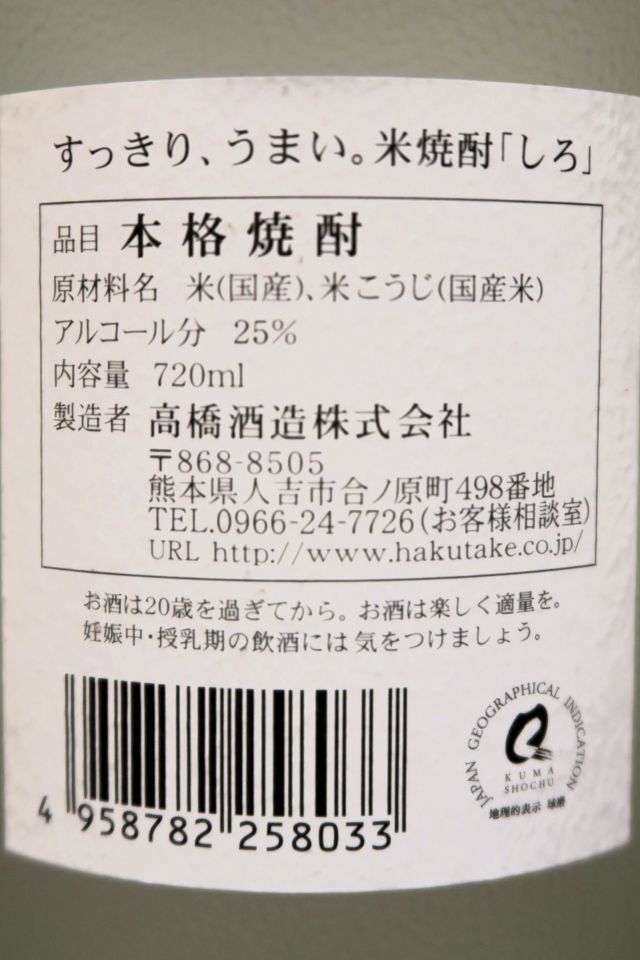 すっきり、うまい。米焼酎「しろ」
品目 本格焼酎
原材料名 米(国産)、米こうじ(国産米)
アルコール分 25%
内容量 720ml
製造者 高橋酒造株式会社
〒868-8505
熊本県人吉市合ノ原町498番地
TEL.0966-24-7726(お客様相談室)
URL http://www.hakutake.co.jp/
お酒は20歳を過ぎてから。お酒は楽しく適量を。
妊娠中・授乳期の飲酒には気をつけましょう。
4 958782 258033
JAPAN GEOGRAPHICAL INDICATION
KUMA
SHOCHU
地理的表示 球磨